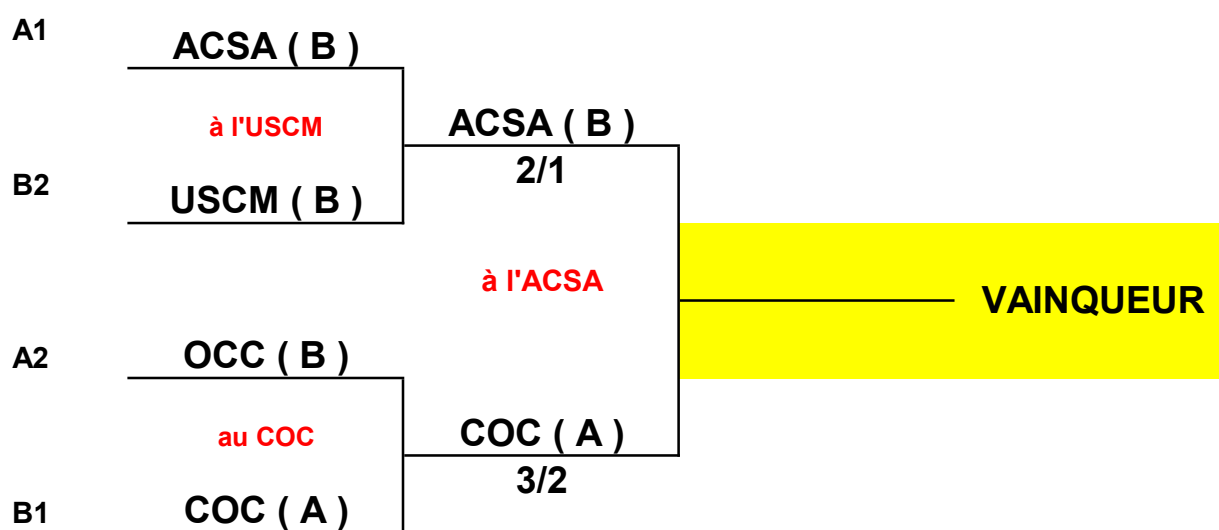 A1
ACSA ( B )
à l'USCM
ACSA ( B )
2/1
B2
USCM ( B )
à l'ACSA
VAINQUEUR
A2
OCC ( B )
au COC
COC ( A )
3/2
B1
COC ( A )